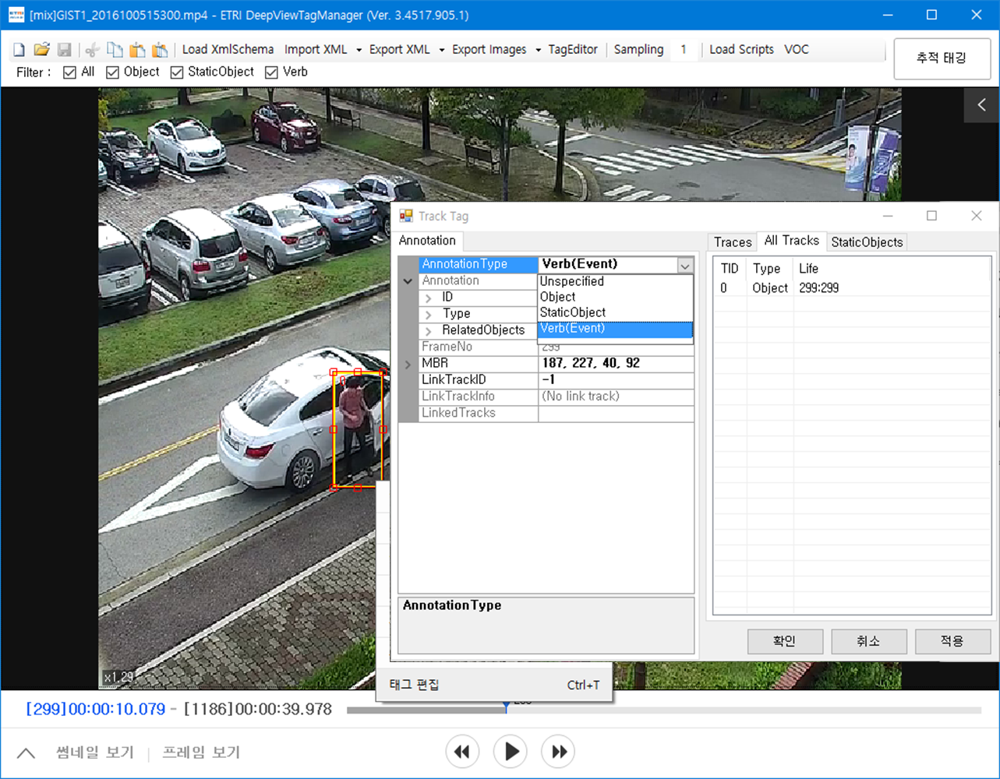 [mix]GIST1_2016100515300.mp4 - ETRI DeepViewTagManager (Ver. 3.4517.905.1)
Load XmlSchema Import XML Export XML Export Images TagEditor Sampling 1 Load Scripts VOC
추적 태깅
Filter : All Object StaticObject Verb
Track Tag
Annotation
AnnotationType Verb(Event)
Unspecified
Object
StaticObject
Verb(Event)
Annotation
ID
Type
RelatedObjects
FrameNo 299
MBR 187, 227, 40, 92
LinkTrackID -1
LinkTrackInfo (No link track)
LinkedTracks
AnnotationType
Traces All Tracks StaticObjects
TID Type Life
0 Object 299:299
확인 취소 적용
0
x1.29
태그 편집 Ctrl+T
[299]00:00:10.079 - [1186]00:00:39.978
썸네일 보기 | 프레임 보기